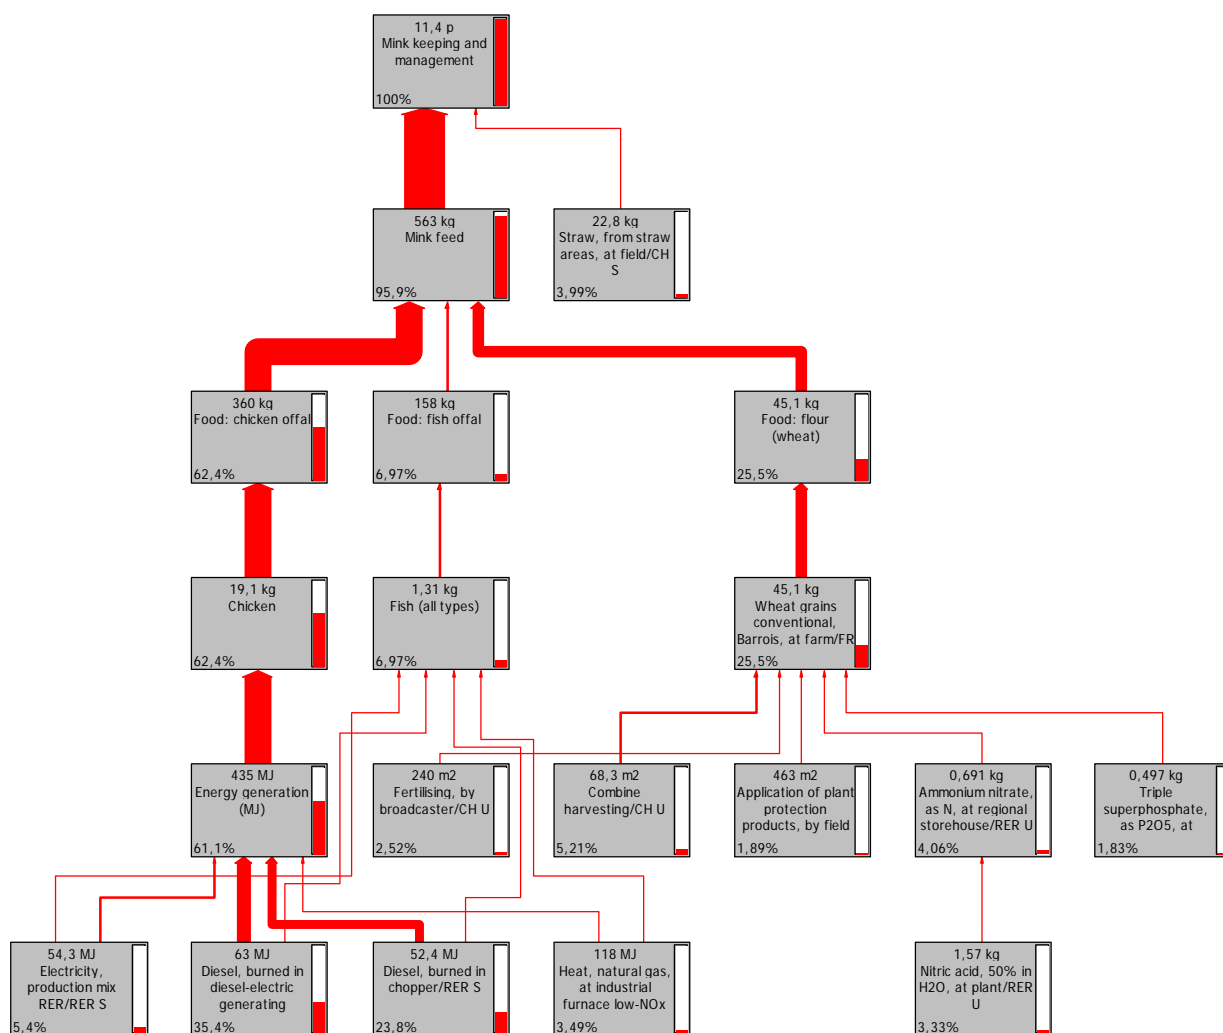 11,4 p
Mink keeping and
management
100%
563 kg
Mink feed
95,9%
22,8 kg
Straw, from straw
areas, at field/CH
S
3,99%
360 kg
Food: chicken offal
62,4%
158 kg
Food: fish offal
6,97%
45,1 kg
Food: flour
(wheat)
25,5%
19,1 kg
Chicken
62,4%
1,31 kg
Fish (all types)
6,97%
45,1 kg
Wheat grains
conventional,
Barrois, at farm/FR
25,5%
435 MJ
Energy generation
(MJ)
61,1%
240 m2
Fertilising, by
broadcaster/CH U
2,52%
68,3 m2
Combine
harvesting/CH U
5,21%
463 m2
Application of plant
protection
products, by field
1,89%
0,691 kg
Ammonium nitrate,
as N, at regional
storehouse/RER U
4,06%
0,497 kg
Triple
superphosphate,
as P2O5, at
1,83%
54,3 MJ
Electricity,
production mix
RER/RER S
5,4%
63 MJ
Diesel, burned in
diesel-electric
generating
35,4%
52,4 MJ
Diesel, burned in
chopper/RER S
23,8%
118 MJ
Heat, natural gas,
at industrial
furnace low-NOx
3,49%
1,57 kg
Nitric acid, 50% in
H2O, at plant/RER
U
3,33%